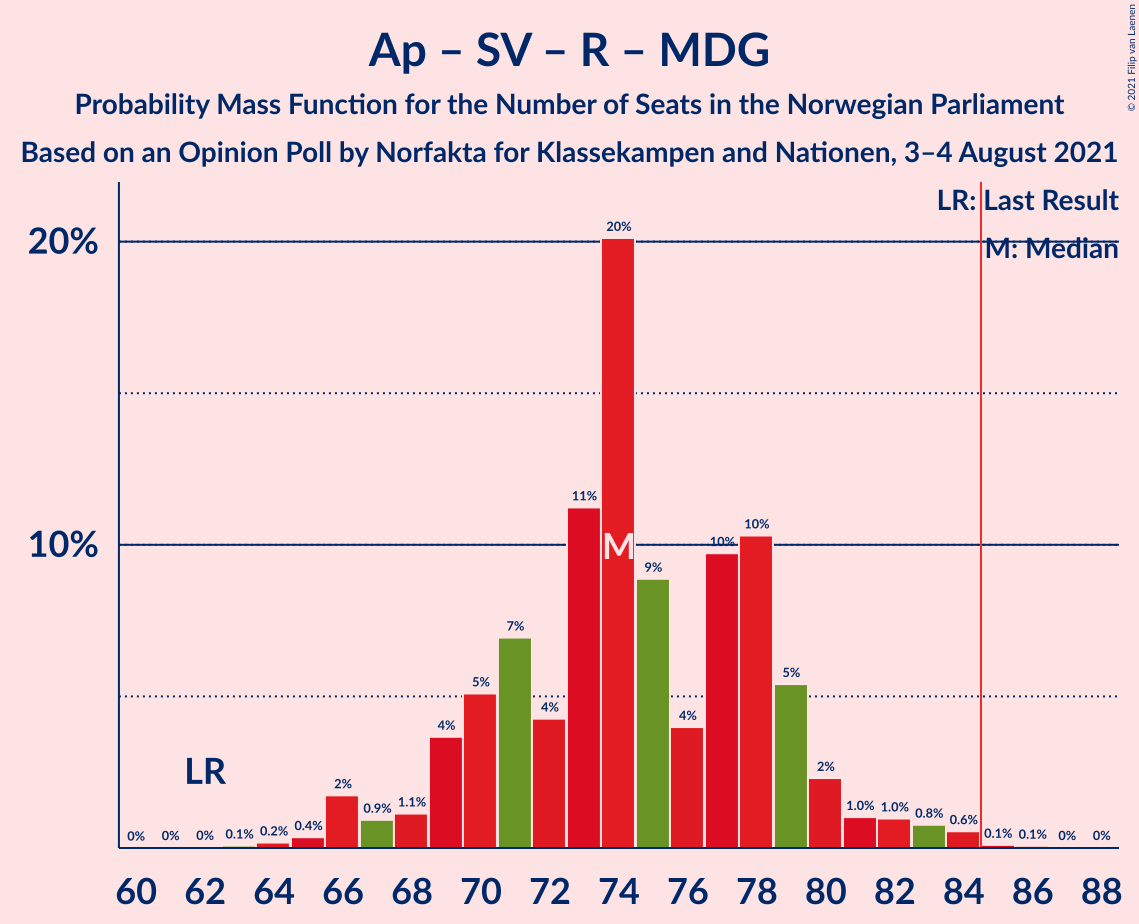 Ap – SV – R – MDG
Probability Mass Function for the Number of Seats in the Norwegian Parliament
Based on an Opinion Poll by Norfakta for Klassekampen and Nationen, 3–4 August 2021
© 2021 Filip van Laenen
LR: Last Result
M: Median
20%
10%
0% 0% 0% 0.1% 0.2% 0.4% 2% 0.9% 1.1% 4% 5% 7% 4% 11% 20% 9% 4% 10% 10% 5% 2% 1.0% 1.0% 0.8% 0.6% 0.1% 0.1% 0% 0%
M
LR
60 62 64 66 68 70 72 74 76 78 80 82 84 86 88